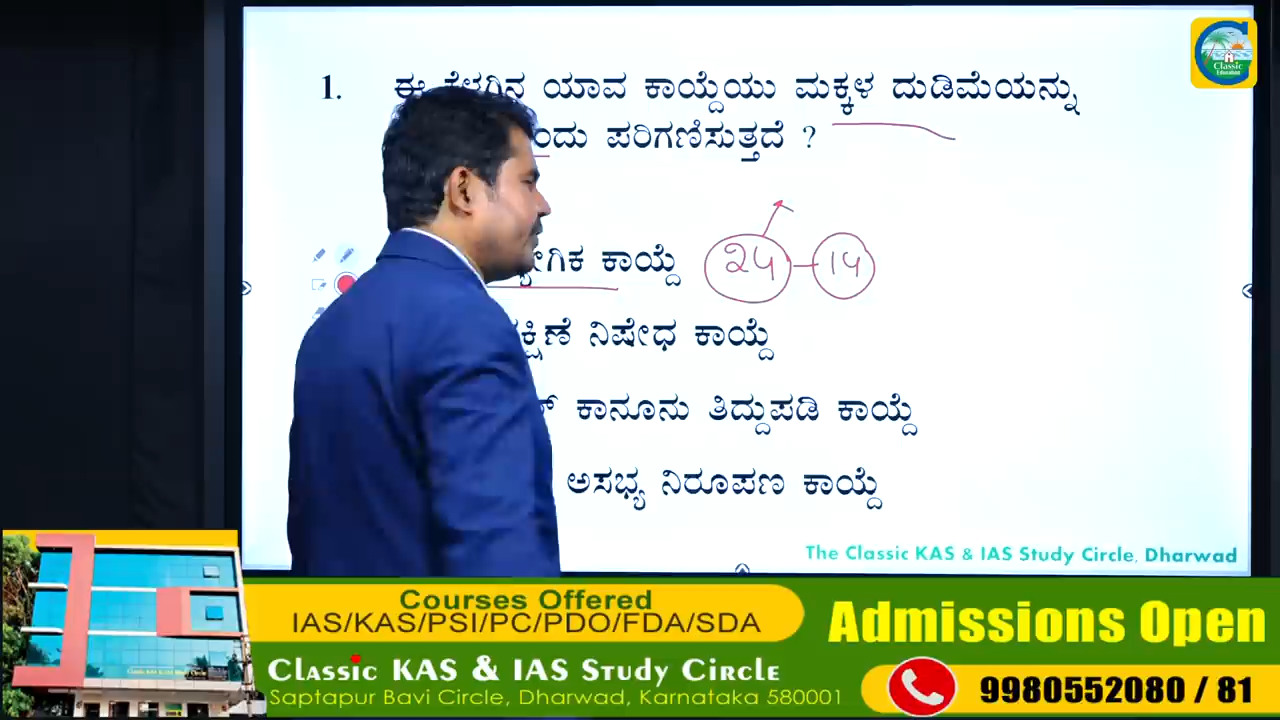 1. ಈ ಕೆಳಗಿನ ಯಾವ ಕಾಯ್ದೆಯು ಮಕ್ಕಳ ದುಡಿಮೆಯನ್ನು
ಪರಿಗಣಿಸುತ್ತದೆ ?
ಕಾಯ್ದೆ 24 - 14
ನಿಷೇಧ ಕಾಯ್ದೆ
ಕಾನೂನು ತಿದ್ದುಪಡಿ ಕಾಯ್ದೆ
ಅಸಭ್ಯ ನಿರೂಪಣ ಕಾಯ್ದೆ
Classic
Education
The Classic KAS & IAS Study Circle, Dharwad
Courses Offered
IAS/KAS/PSI/PC/PDO/FDA/SDA
Classic KAS & IAS Study Circle
Saptapur Bavi Circle, Dharwad, Karnataka 580001
Admissions Open
9980552080 / 81